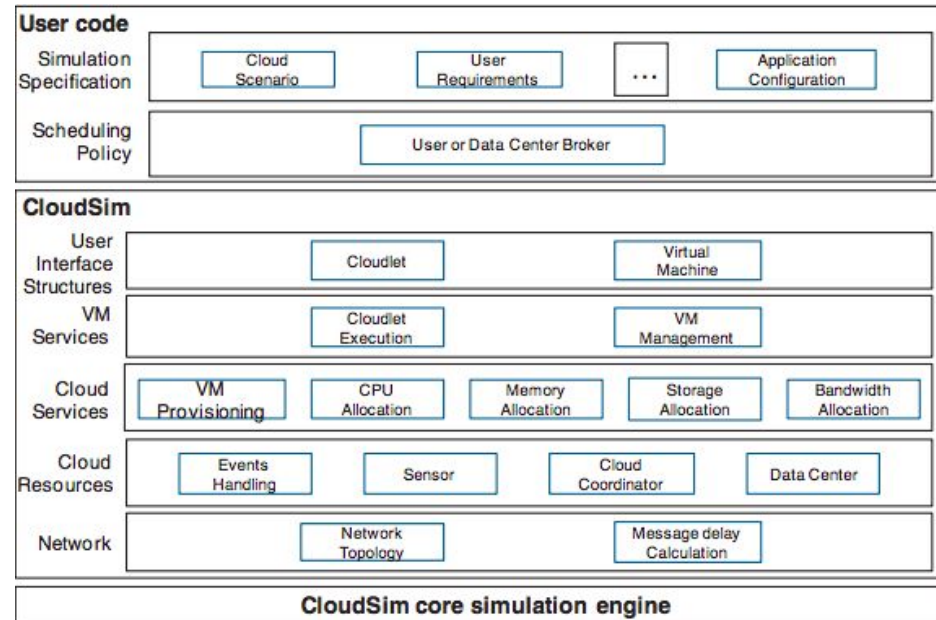 User code
Simulation
Specification
Cloud
Scenario
User
Requirements
...
Application
Configuration
Scheduling
Policy
User or Data Center Broker
CloudSim
User
Interface
Structures
Cloudlet
Virtual
Machine
VM
Services
Cloudlet
Execution
VM
Management
Cloud
Services
VM
Provisioning
CPU
Allocation
Memory
Allocation
Storage
Allocation
Bandwidth
Allocation
Cloud
Resources
Events
Handling
Sensor
Cloud
Coordinator
Data Center
Network
Network
Topology
Message delay
Calculation
CloudSim core simulation engine